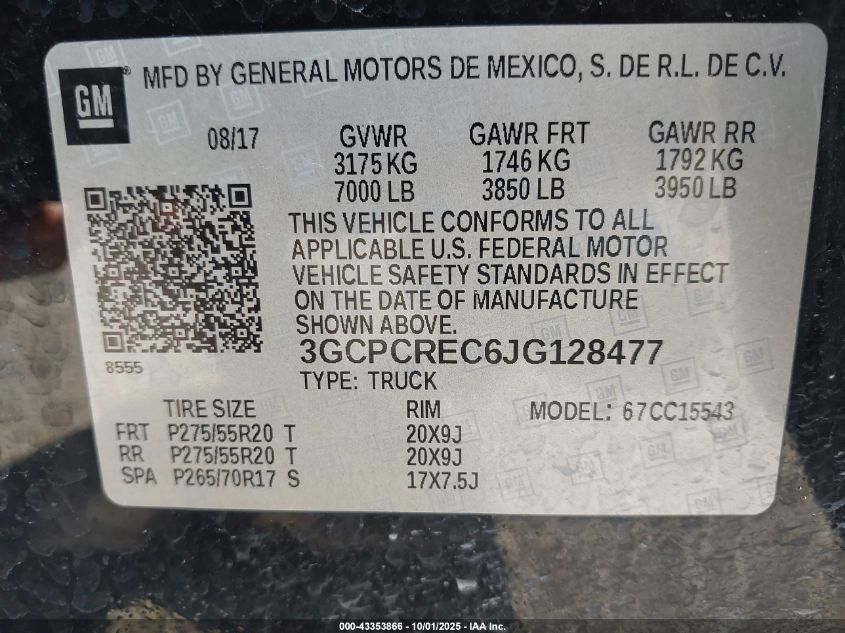 GM
® MFD BY GENERAL MOTORS DE MEXICO, S. DE R.L. DE C.V.
08/17 GVWR GAWR FRT GAWR RR
3175 KG 1746 KG 1792 KG
7000 LB 3850 LB 3950 LB
THIS VEHICLE CONFORMS TO ALL
APPLICABLE U.S. FEDERAL MOTOR
VEHICLE SAFETY STANDARDS IN EFFECT
ON THE DATE OF MANUFACTURE
SHOWN ABOVE.
8555
3GCPCREC6JG128477
TYPE: TRUCK
TIRE SIZE RIM MODEL: 67CC15543
FRT P275/55R20 T 20X9J
RR P275/55R20 T 20X9J
SPA P265/70R17 S 17X7.5J
000-43353866 - 10/01/2025 - IAA Inc.